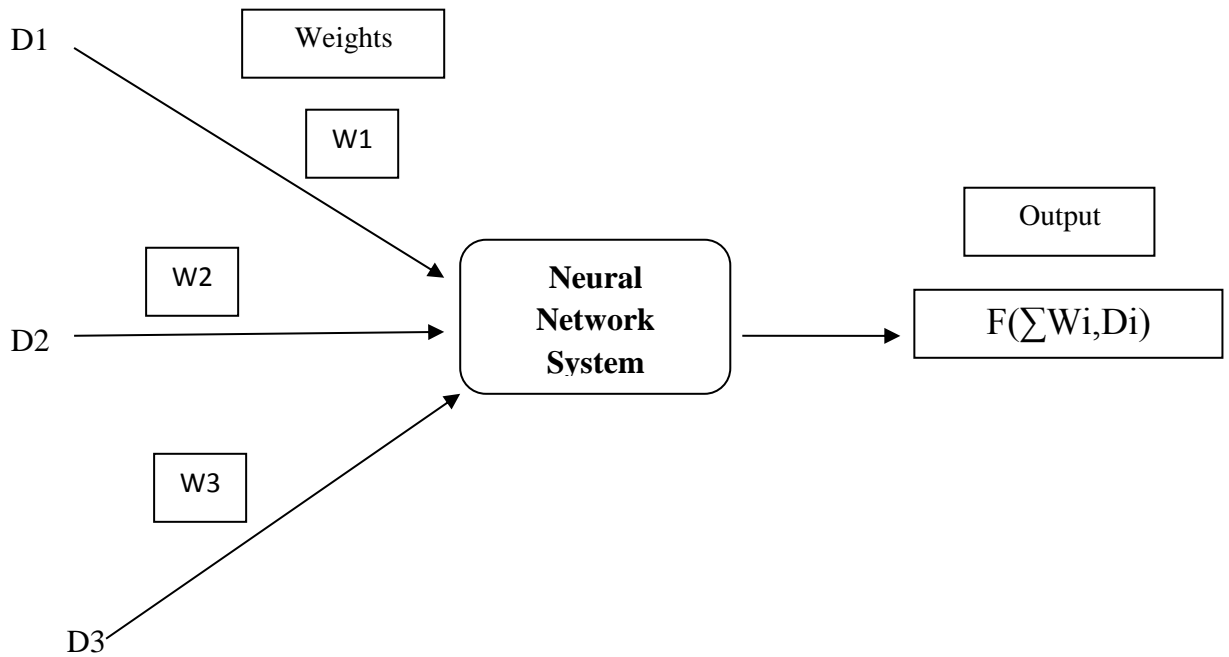 D1
Weights
W1
W2
D2
Neural
Network
System
Output
F(∑Wi,Di)
W3
D3